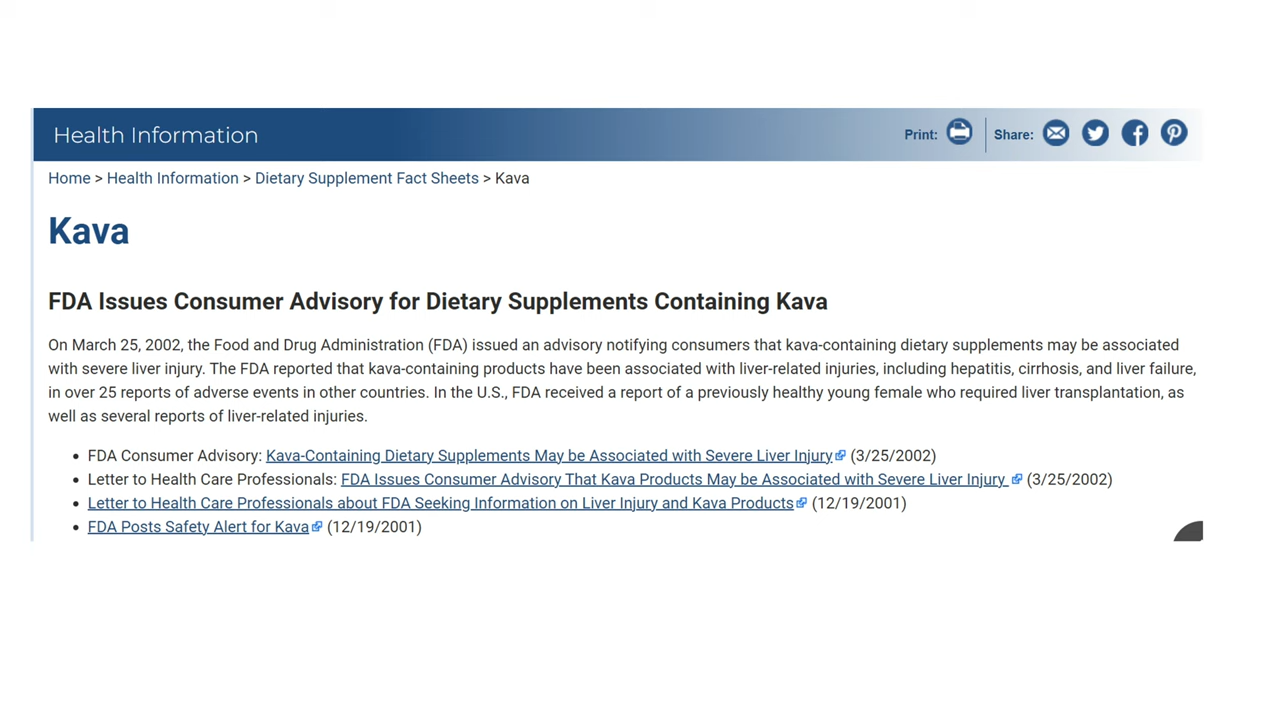 Health Information
Print:
Share:
Home > Health Information > Dietary Supplement Fact Sheets > Kava
Kava
FDA Issues Consumer Advisory for Dietary Supplements Containing Kava
On March 25, 2002, the Food and Drug Administration (FDA) issued an advisory notifying consumers that kava-containing dietary supplements may be associated
with severe liver injury. The FDA reported that kava-containing products have been associated with liver-related injuries, including hepatitis, cirrhosis, and liver failure,
in over 25 reports of adverse events in other countries. In the U.S., FDA received a report of a previously healthy young female who required liver transplantation, as
well as several reports of liver-related injuries.
• FDA Consumer Advisory: Kava-Containing Dietary Supplements May be Associated with Severe Liver Injury (3/25/2002)
• Letter to Health Care Professionals: FDA Issues Consumer Advisory That Kava Products May be Associated with Severe Liver Injury (3/25/2002)
• Letter to Health Care Professionals about FDA Seeking Information on Liver Injury and Kava Products (12/19/2001)
• FDA Posts Safety Alert for Kava (12/19/2001)